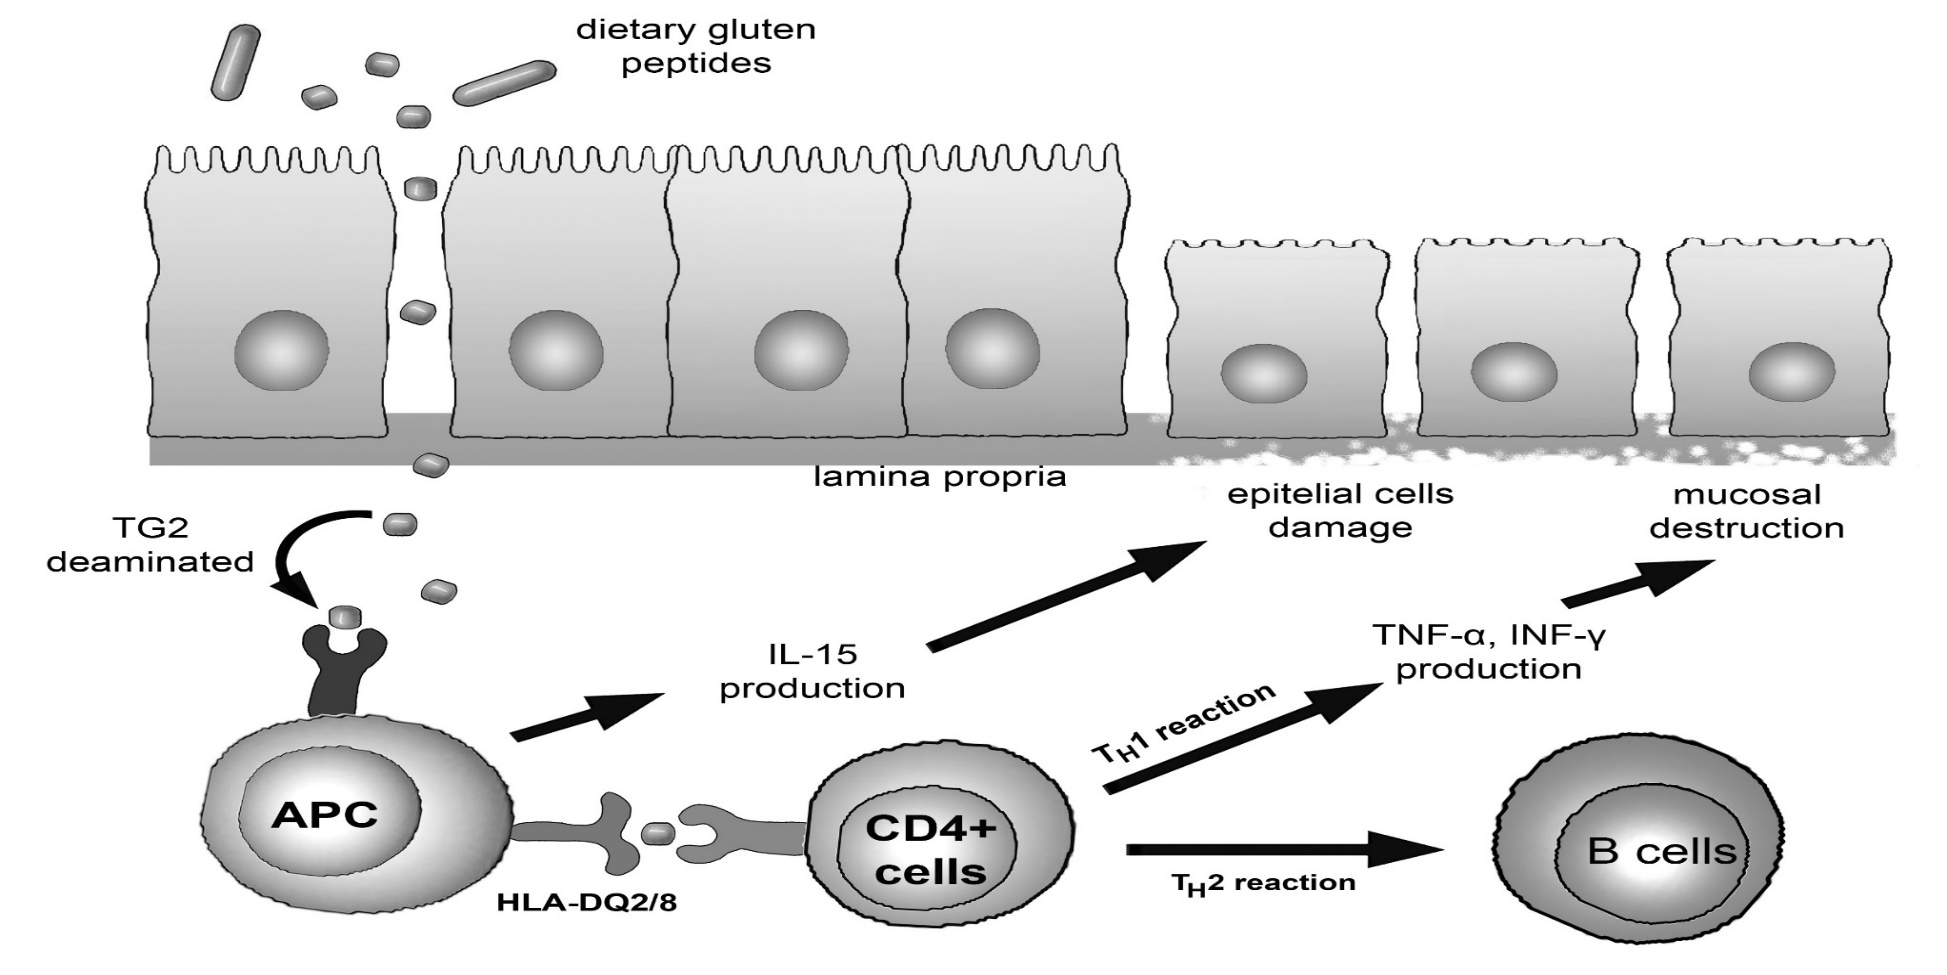 dietary gluten
peptides
lamina propria
epitelial cells
damage
mucosal
destruction
TG2
deaminated
IL-15
production
TNF-α, INF-γ
production
TH1 reaction
APC
CD4+
cells
B cells
TH2 reaction
HLA-DQ2/8